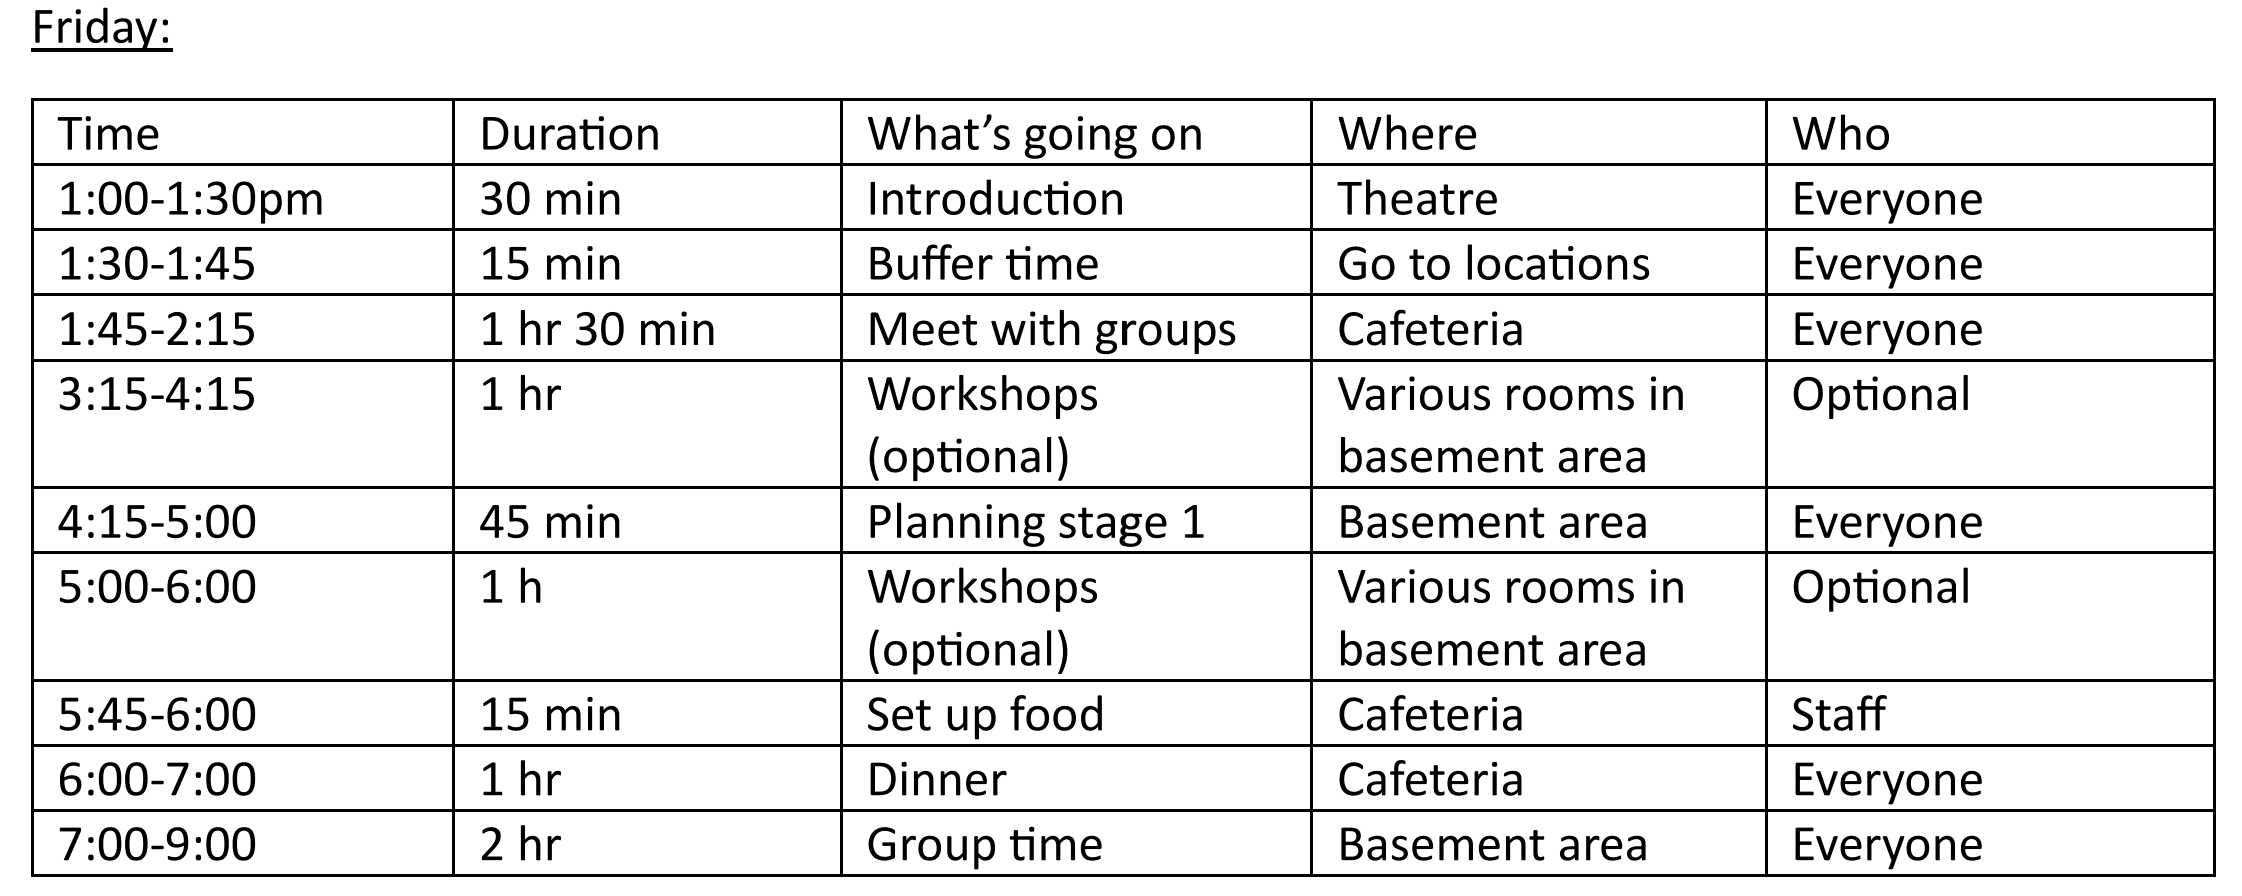 Friday:
Time Duration What’s going on Where Who
1:00-1:30pm 30 min Introduction Theatre Everyone
1:30-1:45 15 min Buffer time Go to locations Everyone
1:45-2:15 1 hr 30 min Meet with groups Cafeteria Everyone
3:15-4:15 1 hr Workshops Various rooms in Optional
(optional) basement area
4:15-5:00 45 min Planning stage 1 Basement area Everyone
5:00-6:00 1 h Workshops Various rooms in Optional
(optional) basement area
5:45-6:00 15 min Set up food Cafeteria Staff
6:00-7:00 1 hr Dinner Cafeteria Everyone
7:00-9:00 2 hr Group time Basement area Everyone